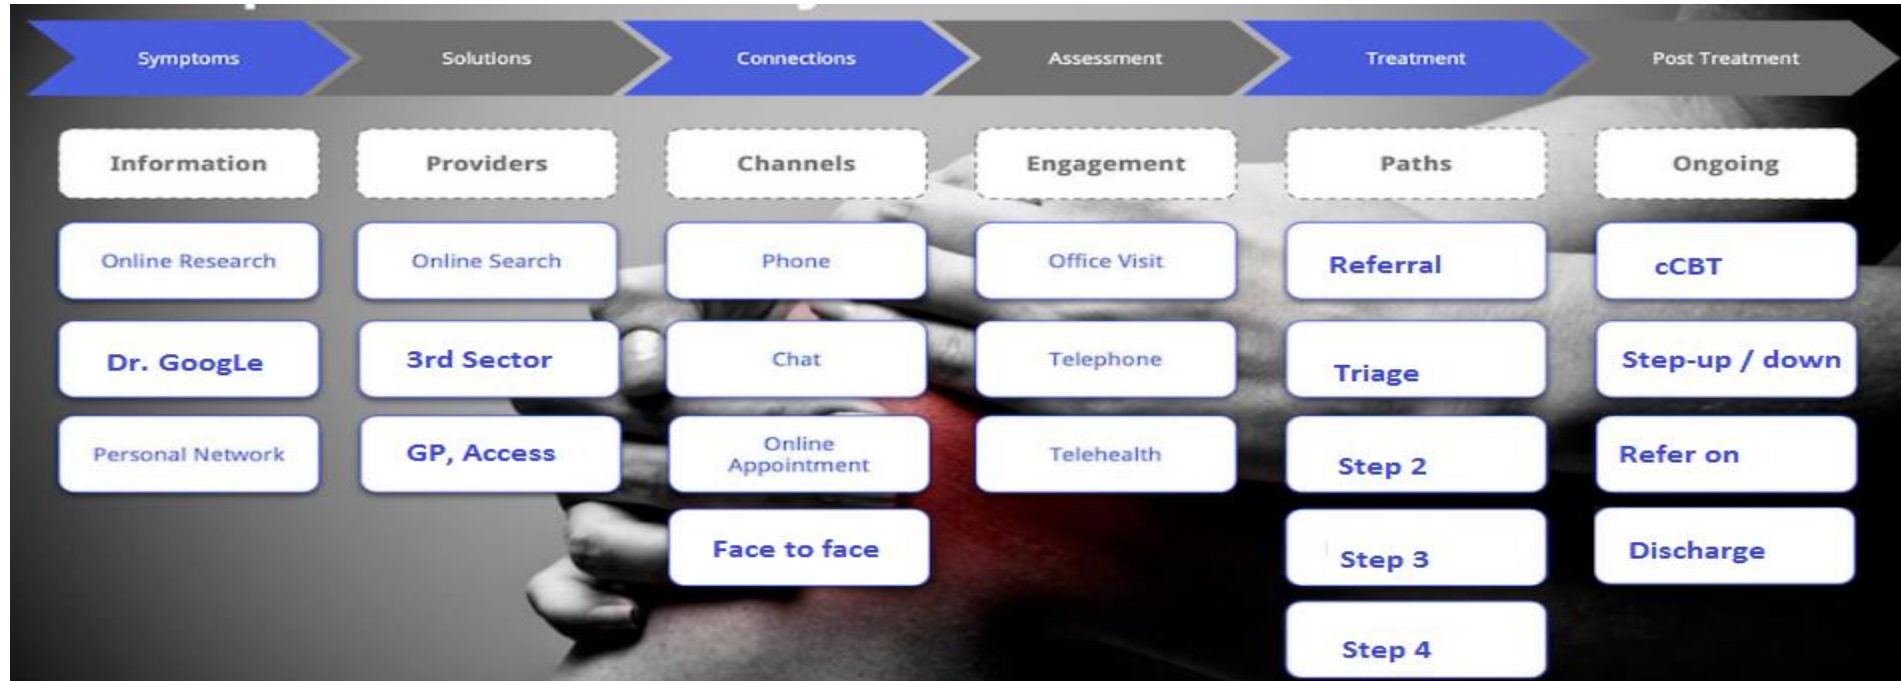 Symptoms
Solutions
Connections
Assessment
Treatment
Post Treatment
Information
Providers
Channels
Engagement
Paths
Ongoing
Online Research
Online Search
Phone
Office Visit
Referral
cCBT
Dr. GoogLe
3rd Sector
Chat
Telephone
Triage
Step-up / down
Personal Network
GP, Access
Online
Appointment
Telehealth
Step 2
Refer on
Face to face
Step 3
Discharge
Step 4